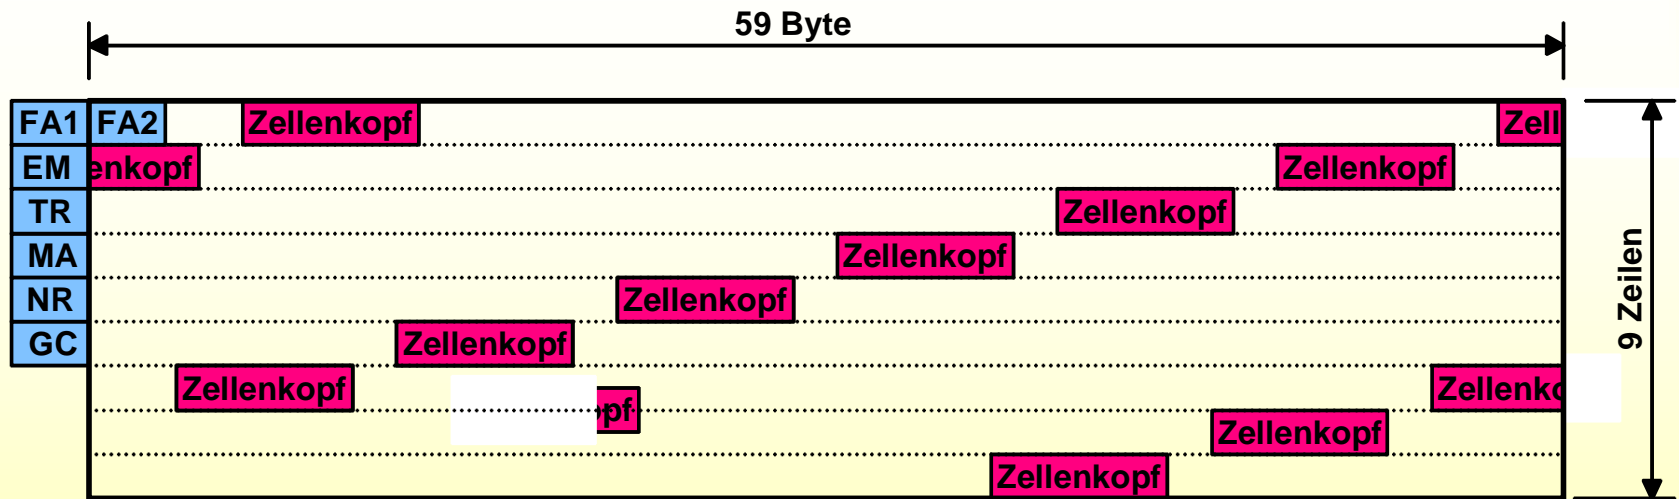 59 Byte
FA1 FA2 Zellenkopf Zell
EM enkopf Zellenkopf
TR Zellenkopf
MA Zellenkopf
NR Zellenkopf
GC Zellenkopf
Zellenkopf Zellenko
pf
Zellenkopf
Zellenkopf
9 Zeilen